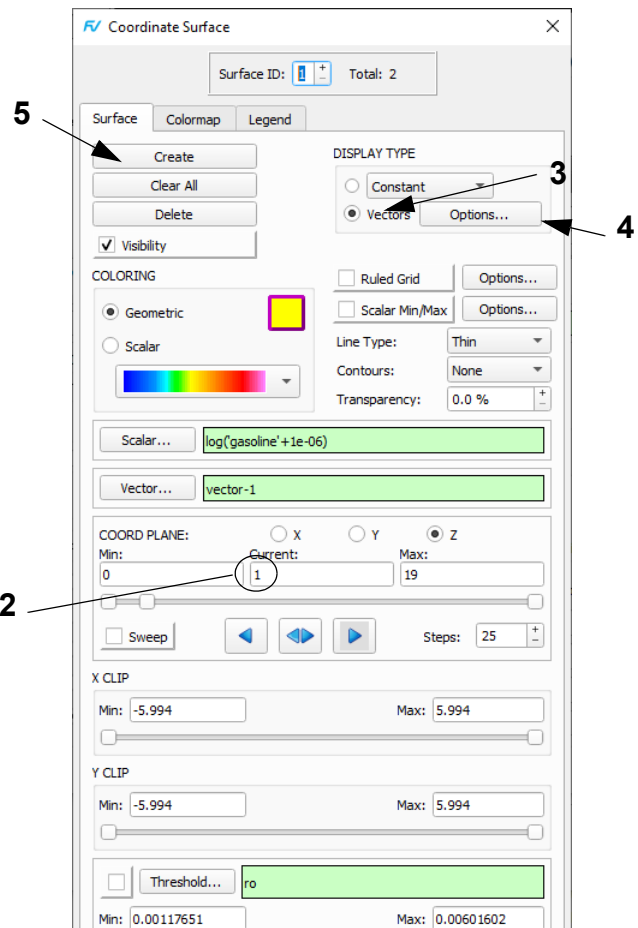 FV Coordinate Surface
Surface ID: 1 Total: 2
5
Surface Colormap Legend
Create
Clear All
Delete
Visibility
DISPLAY TYPE
Constant
3
Vectors Options...
4
COLORING
Geometric
Scalar
Ruled Grid Options...
Scalar Min/Max Options...
Line Type: Thin
Contours: None
Transparency: 0.0 %
Scalar... log('gasoline'+1e-06)
Vector... vector-1
COORD PLANE: X Y Z
Min: Current: Max:
0 1 19
2
Sweep Steps: 25
X CLIP
Min: -5.994 Max: 5.994
Y CLIP
Min: -5.994 Max: 5.994
Threshold... ro
Min: 0.00117651 Max: 0.00601602